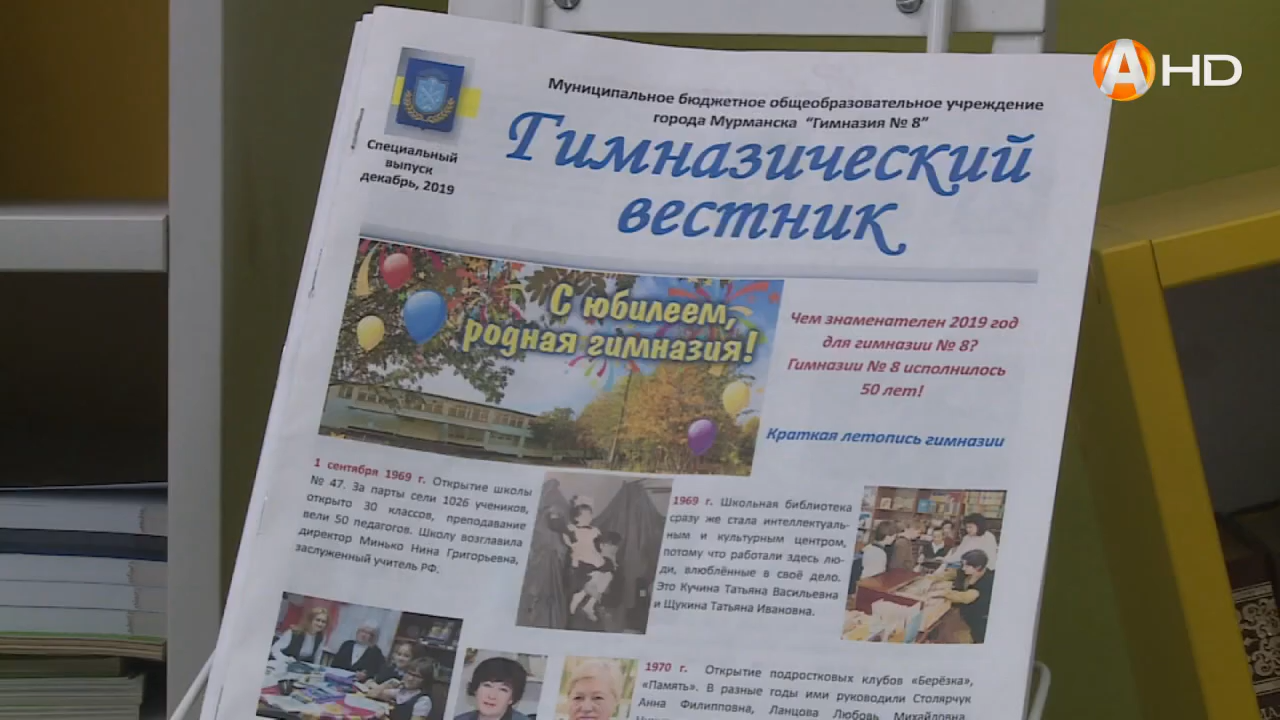 АHD
Муниципальное бюджетное общеобразовательное учреждение
города Мурманска "Гимназия № 8"
Специальный
выпуск
декабрь, 2019
Гимназический
вестник
С юбилеем,
родная гимназия!
Чем знаменателен 2019 год
для гимназии № 8?
Гимназии № 8 исполнилось
50 лет!
Краткая летопись гимназии
1 сентября 1969 г. Открытие школы
№ 47. За парты сели 1026 учеников,
открыто 30 классов, преподавание
вели 50 педагогов. Школу возглавила
директор Минько Нина Григорьевна,
заслуженный учитель РФ.
1969 г. Школьная библиотека
сразу же стала интеллектуаль-
ным и культурным центром,
потому что работали здесь лю-
ди, влюблённые в своё дело.
Это Кучина Татьяна Васильевна
и Щукина Татьяна Ивановна.
1970 г. Открытие подростковых клубов «Берёзка»,
«Память». В разные годы ими руководили Столярчук
Анна Филипповна, Ланцова Любовь Михайловна,